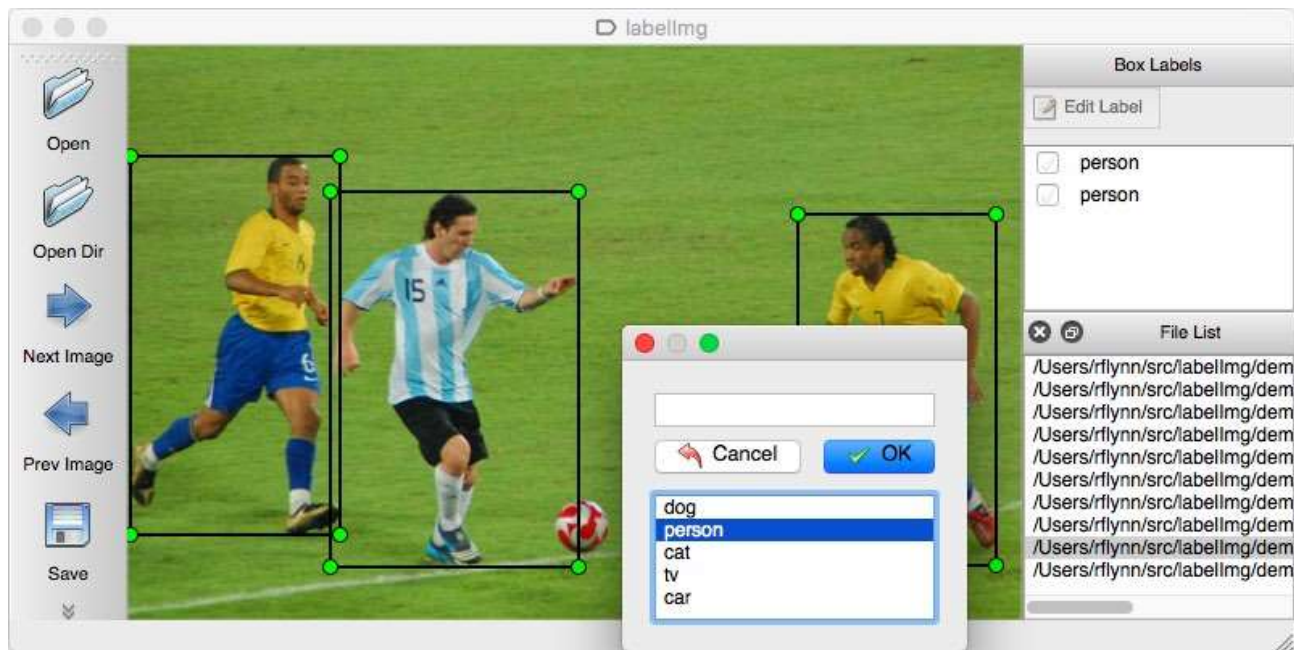 labelImg
Open
Open Dir
Next Image
Prev Image
Save
6
6
15
7
Cancel
OK
dog
person
cat
tv
car
Box Labels
Edit Label
person
person
File List
/Users/rflynn/src/labelImg/dem
/Users/rflynn/src/labelImg/dem
/Users/rflynn/src/labelImg/dem
/Users/rflynn/src/labelImg/dem
/Users/rflynn/src/labelImg/dem
/Users/rflynn/src/labelImg/dem
/Users/rflynn/src/labelImg/dem
/Users/rflynn/src/labelImg/dem
/Users/rflynn/src/labelImg/dem
/Users/rflynn/src/labelImg/dem